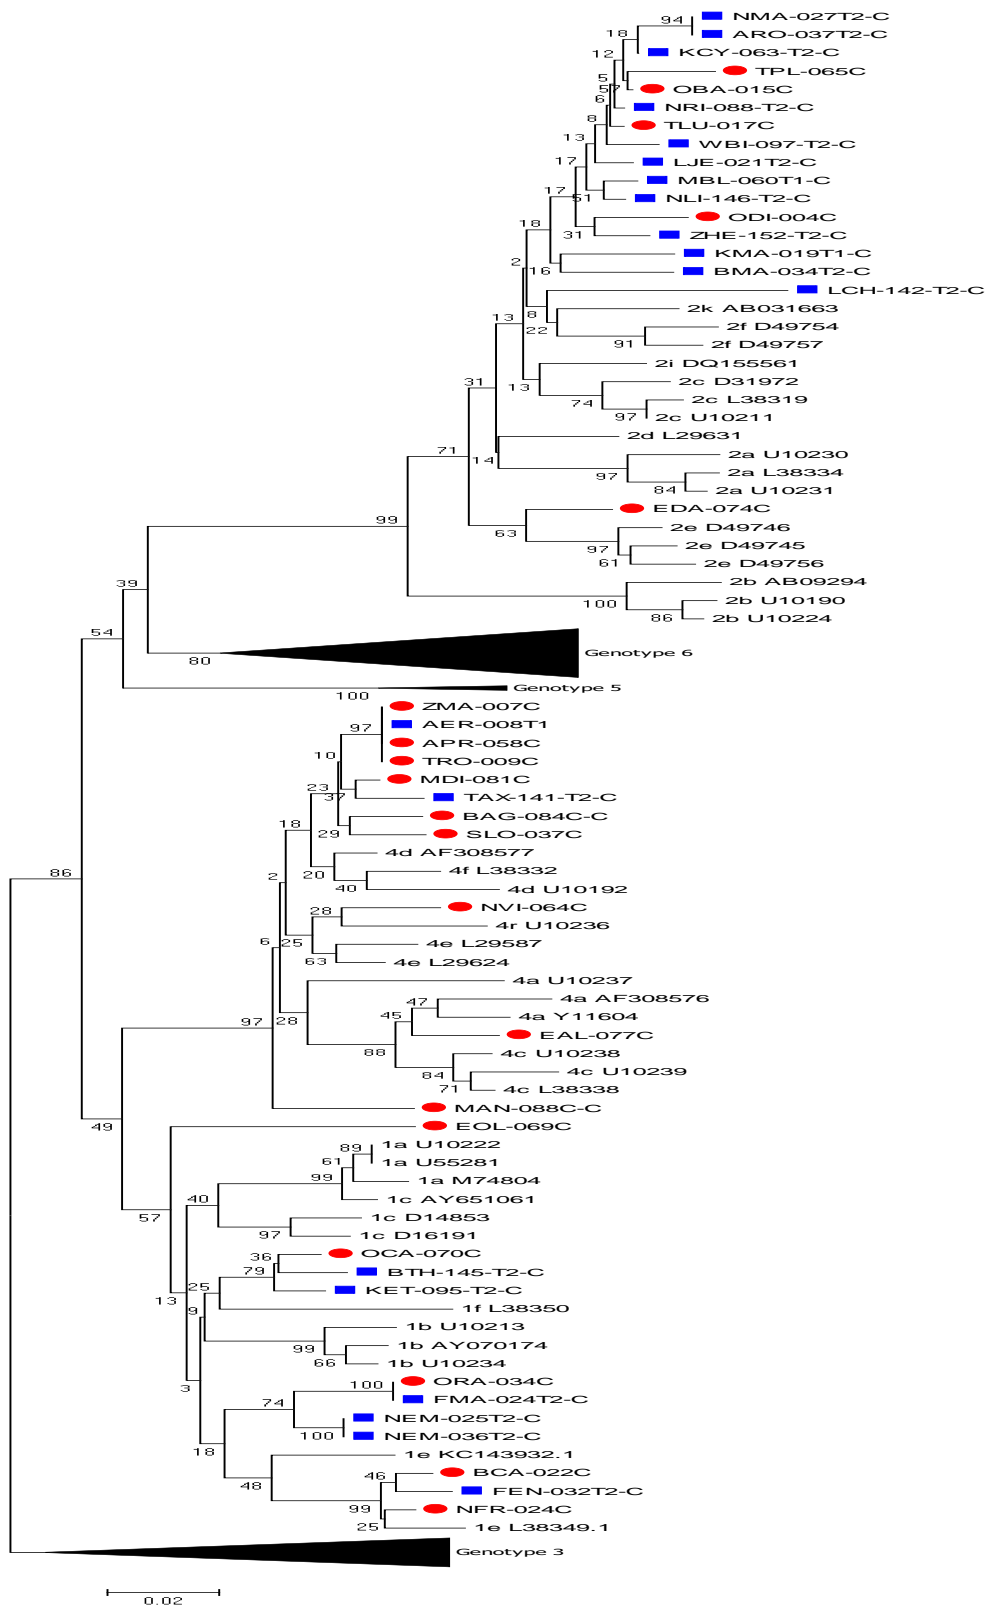 94
NMA-027T2-C
18
ARO-037T2-C
12
KCY-063-T2-C
5
TPL-065C
57
OBA-015C
6
NRI-088-T2-C
8
TLU-017C
13
WBI-097-T2-C
17
LJE-021T2-C
MBL-060T1-C
17
51
NLI-146-T2-C
18
ODI-004C
31
ZHE-152-T2-C
2
KMA-019T1-C
16
BMA-034T2-C
LCH-142-T2-C
13
8
2k AB031663
22
2f D49754
91
2f D49757
2i DQ155561
31
13
2c D31972
74
2c L38319
97
2c U10211
2d L29631
71
14
2a U10230
97
2a L38334
84
2a U10231
99
EDA-074C
63
2e D49746
97
2e D49745
61
2e D49756
39
2b AB09294
100
2b U10190
86
2b U10224
54
80
Genotype 6
100
Genotype 5
ZMA-007C
97
AER-008T1
APR-058C
10
TRO-009C
23
MDI-081C
37
TAX-141-T2-C
18
BAG-084C-C
29
SLO-037C
4d AF308577
86
2
20
4f L38332
40
4d U10192
28
NVI-064C
4r U10236
6
25
4e L29587
63
4e L29624
4a U10237
47
4a AF308576
97
28
45
4a Y11604
EAL-077C
88
4c U10238
84
4c U10239
71
4c L38338
MAN-088C-C
49
EOL-069C
89
1a U10222
61
1a U55281
99
1a M74804
40
1c AY651061
57
1c D14853
97
1c D16191
36
OCA-070C
79
BTH-145-T2-C
25
KET-095-T2-C
13
9
1f L38350
1b U10213
99
1b AY070174
66
1b U10234
3
100
ORA-034C
74
FMA-024T2-C
NEM-025T2-C
100
NEM-036T2-C
18
1e KC143932.1
46
BCA-022C
48
FEN-032T2-C
99
NFR-024C
25
1e L38349.1
Genotype 3
0.02